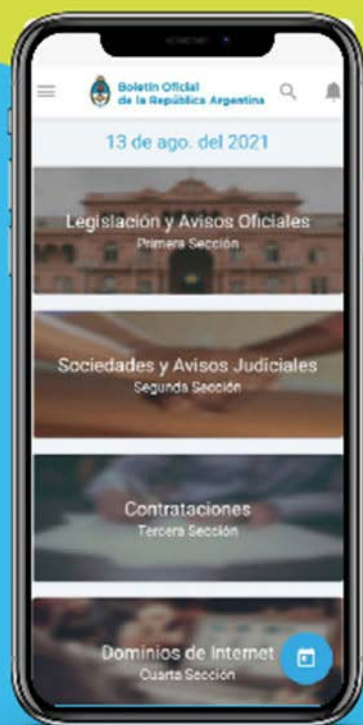 Boletín Oficial
de la República Argentina
13 de ago. del 2021
Legislación y Avisos Oficiales
Primera Sección
Sociedades y Avisos Judiciales
Segunda Sección
Contrataciones
Tercera Sección
Dominios de Internet
Cuarta Sección